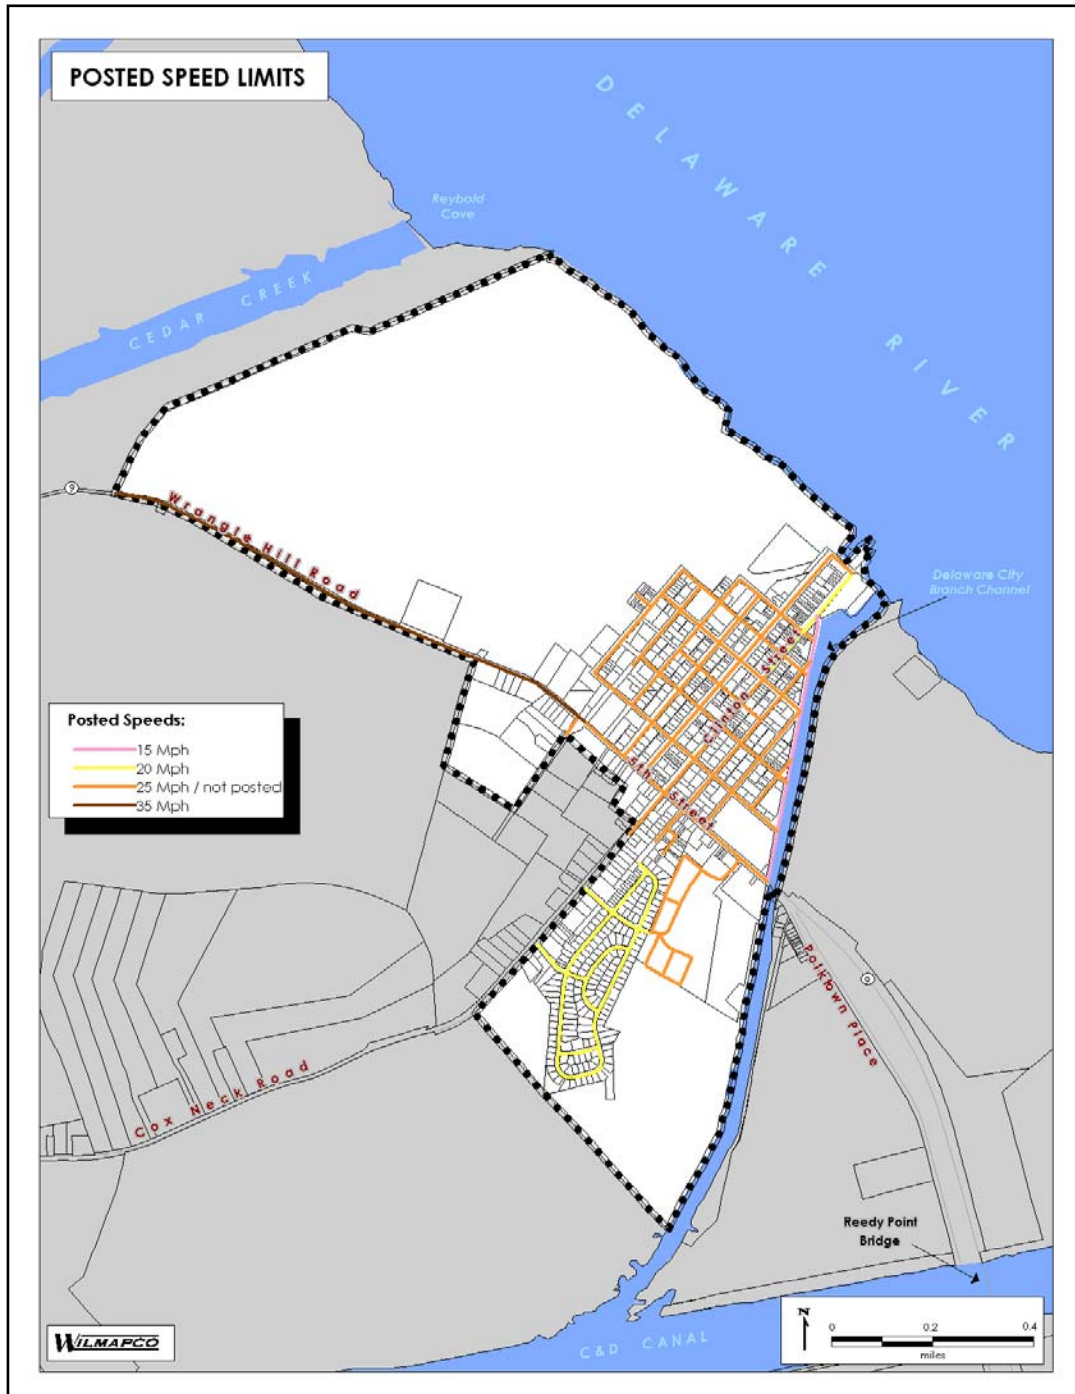 POSTED SPEED LIMITS
DELAWARE RIVER
Reybold
Cove
CEDAR CREEK
9
Wrangle Hill Road
Delaware City
Branch Channel
Clinton Street
5th Street
Posted Speeds:
15 Mph
20 Mph
25 Mph / not posted
35 Mph
Polktown Place
9
Cox Neck Road
Reedy Point
Bridge
N
0 0.2 0.4
miles
WILMAPCO
C&D CANAL